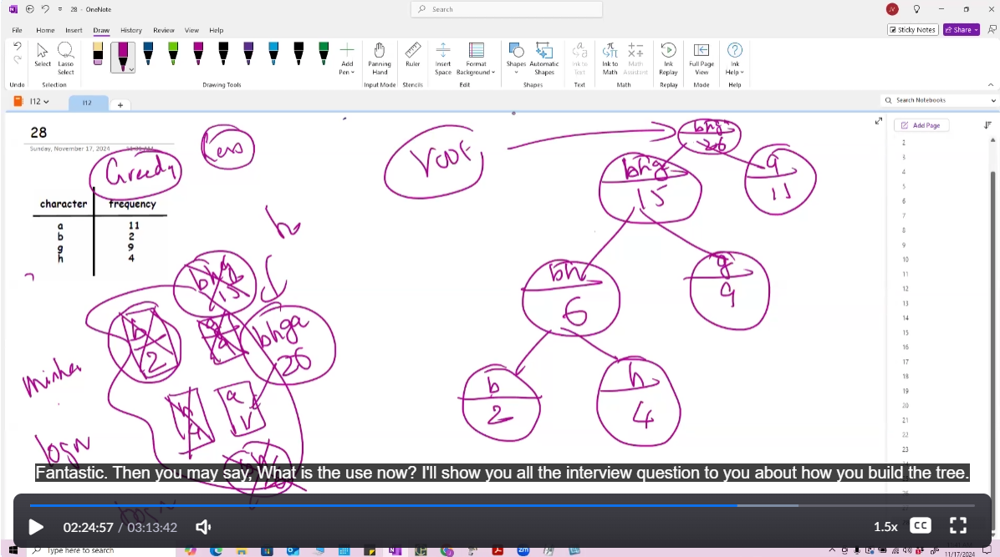 28 - OneNote
Search
JV
File Home Insert Draw History Review View Help
Sticky Notes Share
Undo
Select
Lasso Select
Selection
Drawing Tools
Add Pen
Panning Hand
Input Mode
Ruler
Stencils
Insert Space
Format Background
Edit
Shapes
Automatic Shapes
Shapes
Ink to Text
Text
Ink to Math
Math Assistant
Math
Ink Replay
Replay
Full Page View
Mode
Ink Help
Help
I12
I12
+
Search Notebooks
28
Sunday, November 17, 2024
Add Page
Greedy
character frequency
a 11
b 2
g 9
h 4
bhg
15
b
2
bhga
26
minhe
logn
bhga
26
bhg
15
a
11
bh
6
g
9
b
2
h
4
2
3
4
5
6
7
8
9
10
11
12
13
14
15
16
17
18
19
20
21
22
23
Fantastic. Then you may say, What is the use now? I'll show you all the interview question to you about how you build the tree.
02:24:57 / 03:13:42
1.5x
CC
Type here to search
11/17/2024